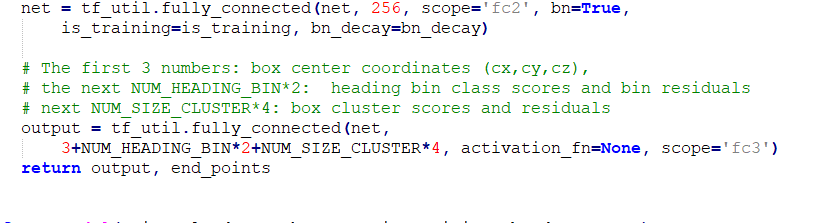 net = tf_util.fully_connected(net, 256, scope='fc2', bn=True,
    is_training=is_training, bn_decay=bn_decay)
# The first 3 numbers: box center coordinates (cx,cy,cz),
# the next NUM_HEADING_BIN*2:  heading bin class scores and bin residuals
# next NUM_SIZE_CLUSTER*4: box cluster scores and residuals
output = tf_util.fully_connected(net,
    3+NUM_HEADING_BIN*2+NUM_SIZE_CLUSTER*4, activation_fn=None, scope='fc3')
return output, end_points